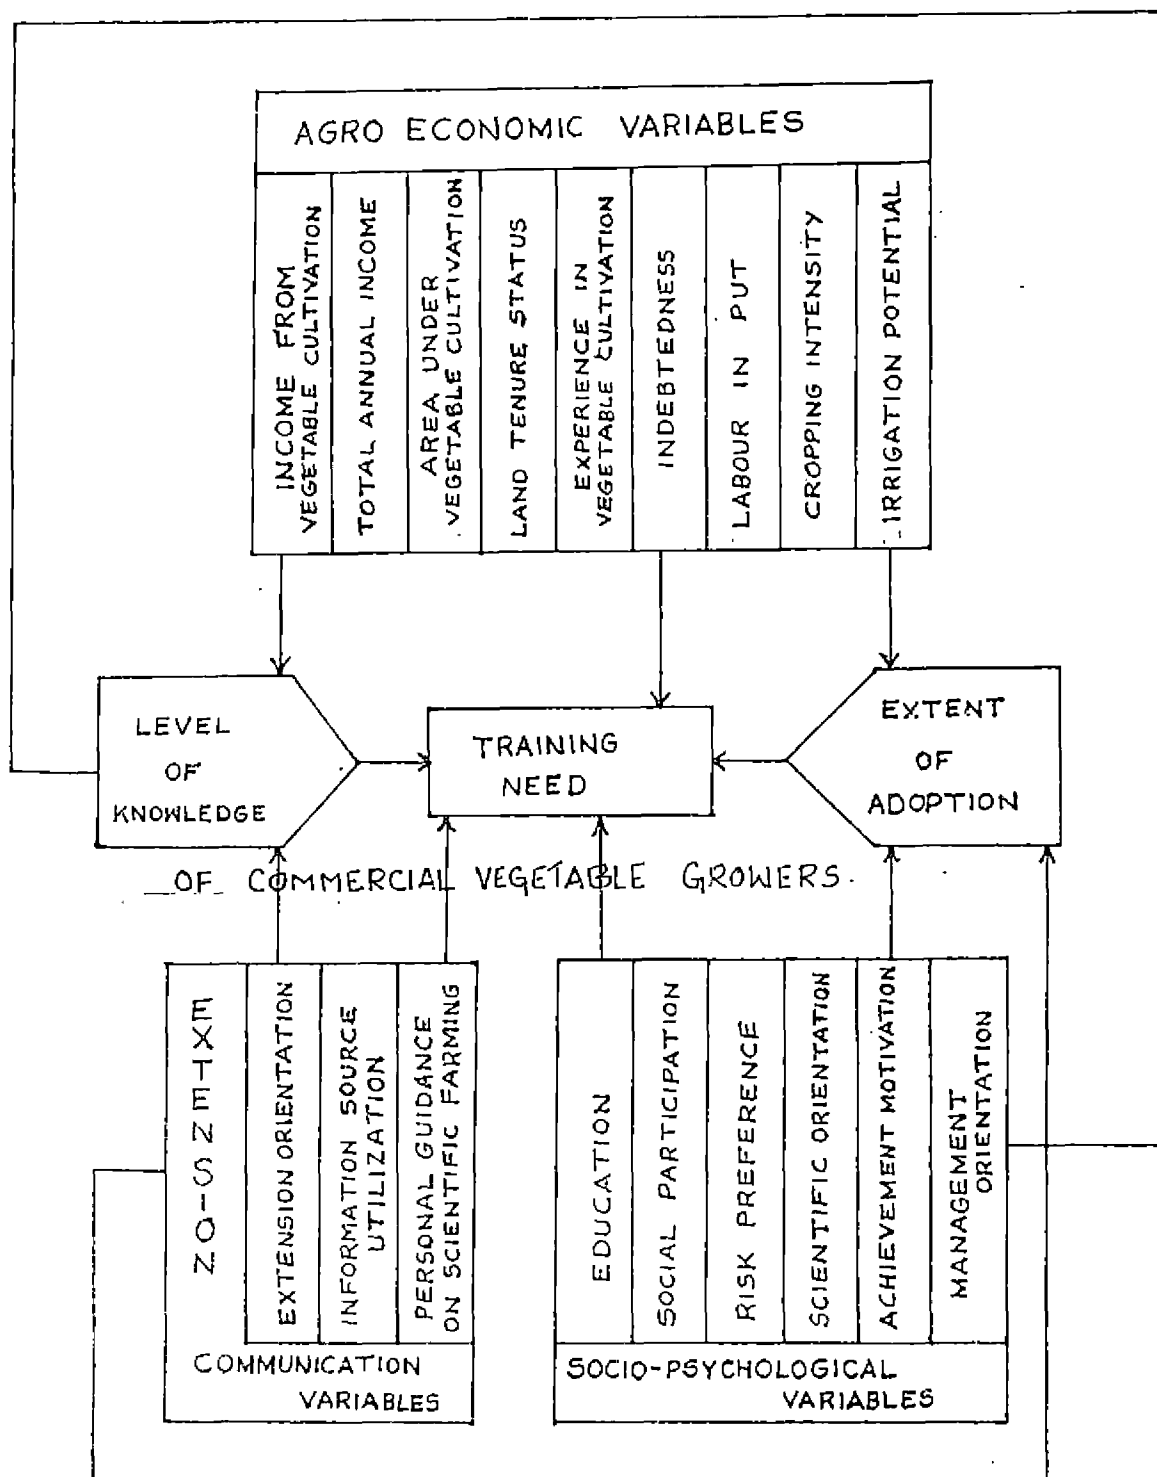 AGRO ECONOMIC VARIABLES
INCOME FROM
VEGETABLE CULTIVATION
TOTAL ANNUAL INCOME
AREA UNDER
VEGETABLE CULTIVATION
LAND TENURE STATUS
EXPERIENCE IN
VEGETABLE CULTIVATION
INDEBTEDNESS
LABOUR IN PUT
CROPPING INTENSITY
IRRIGATION POTENTIAL
LEVEL
OF
KNOWLEDGE
TRAINING
NEED
EXTENT
OF
ADOPTION
OF COMMERCIAL VEGETABLE GROWERS.
EXTENSION
EXTENSION ORIENTATION
INFORMATION SOURCE
UTILIZATION
PERSONAL GUIDANCE
ON SCIENTIFIC FARMING
COMMUNICATION
VARIABLES
EDUCATION
SOCIAL PARTICIPATION
RISK PREFERENCE
SCIENTIFIC ORIENTATION
ACHIEVEMENT MOTIVATION
MANAGEMENT
ORIENTATION
SOCIO-PSYCHOLOGICAL
VARIABLES